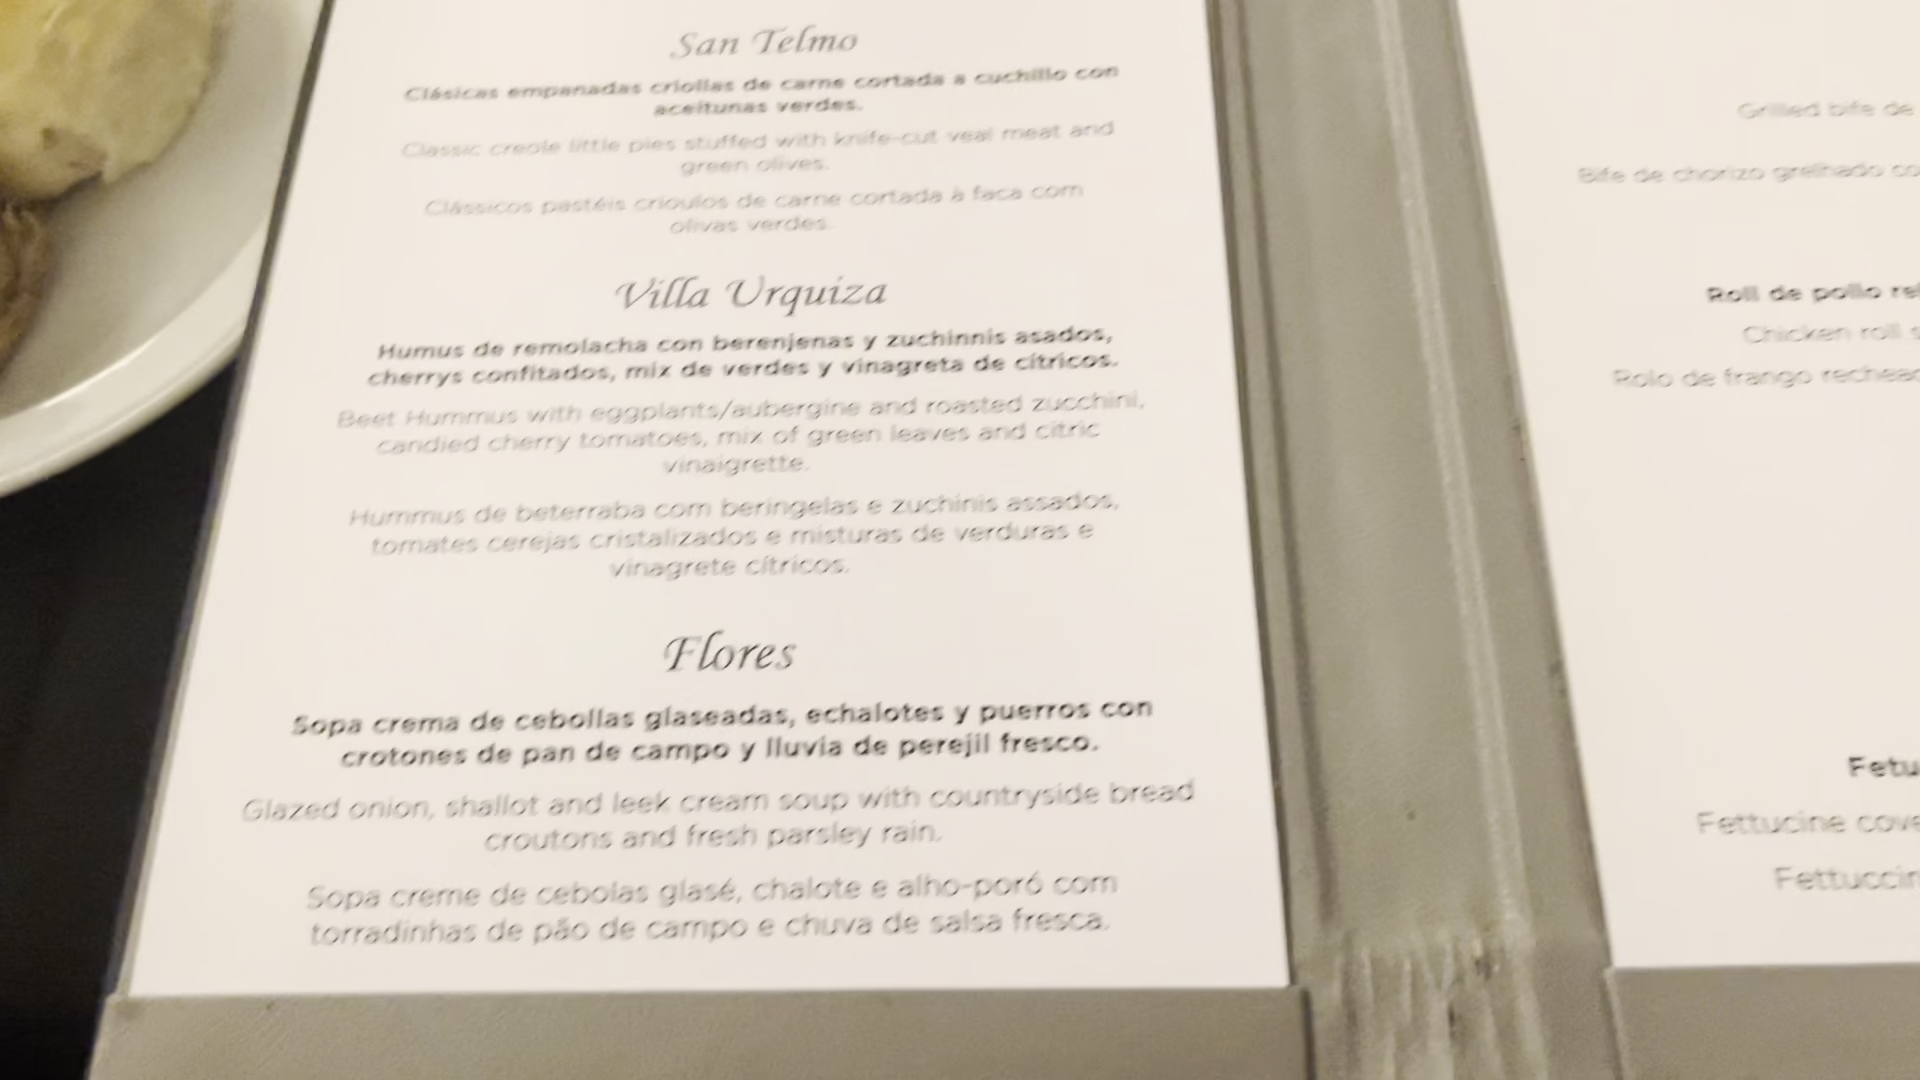 San Telmo
Clásicas empanadas criollas de carne cortada a cuchillo con
aceitunas verdes.
Classic creole little pies stuffed with knife-cut veal meat and
green olives.
Clássicos pastéis crioulos de carne cortada à faca com
olivas verdes.
Villa Urquiza
Humus de remolacha con berenjenas y zuchinnis asados,
cherrys confitados, mix de verdes y vinagreta de cítricos.
Beet Hummus with eggplants/aubergine and roasted zucchini,
candied cherry tomatoes, mix of green leaves and citric
vinaigrette.
Hummus de beterraba com beringelas e zuchinis assados,
tomates cerejas cristalizados e misturas de verduras e
vinagrete cítricos.
Flores
Sopa crema de cebollas glaseadas, echalotes y puerros con
crotones de pan de campo y lluvia de perejil fresco.
Glazed onion, shallot and leek cream soup with countryside bread
croutons and fresh parsley rain.
Sopa creme de cebolas glasé, chalote e alho-poró com
torradinhas de pão de campo e chuva de salsa fresca.
Grilled bife de
Bife de chorizo grelhado
Roll de pollo
Chicken roll
Rolo de frango
Fettucine